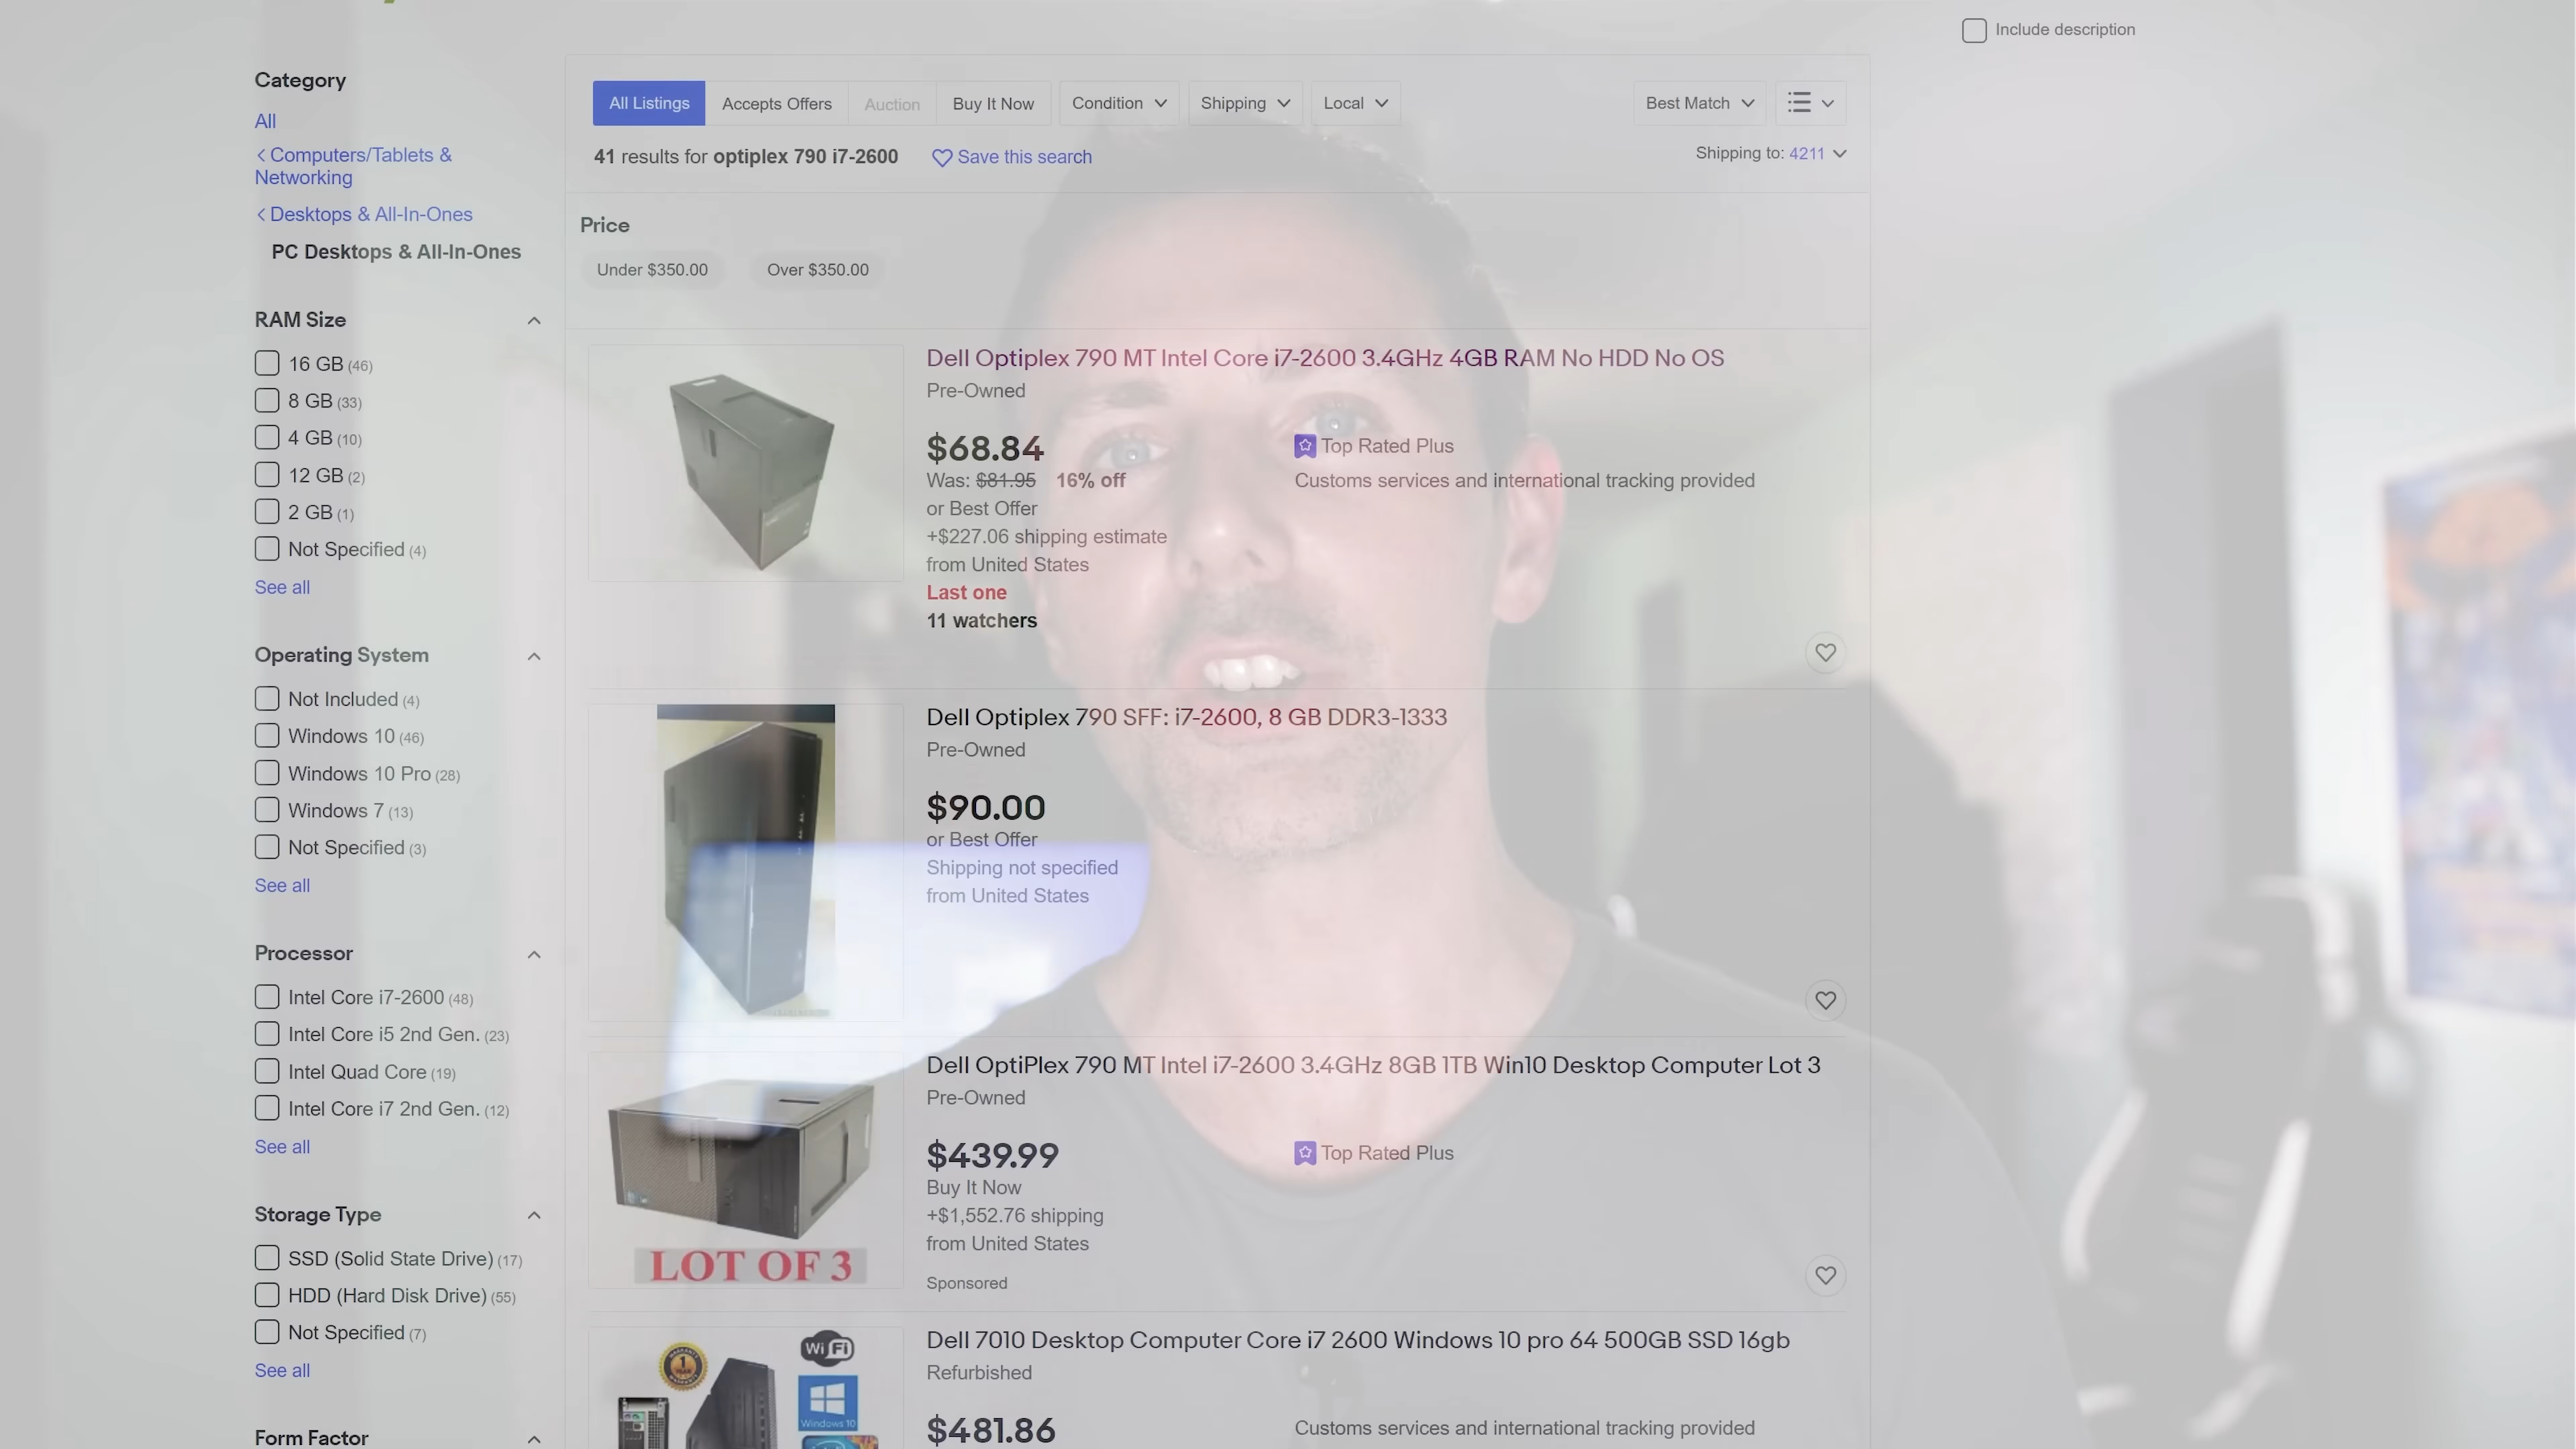 Include description
Category
All
Computers/Tablets &
Networking
Desktops & All-In-Ones
PC Desktops & All-In-Ones
RAM Size
16 GB (46)
8 GB (33)
4 GB (10)
12 GB (2)
2 GB (1)
Not Specified (4)
See all
Operating System
Not Included (4)
Windows 10 (46)
Windows 10 Pro (28)
Windows 7 (13)
Not Specified (3)
See all
Processor
Intel Core i7-2600 (48)
Intel Core i5 2nd Gen. (23)
Intel Quad Core (19)
Intel Core i7 2nd Gen. (12)
See all
Storage Type
SSD (Solid State Drive) (17)
HDD (Hard Disk Drive) (55)
Not Specified (7)
See all
Form Factor
All Listings Accepts Offers Auction Buy It Now Condition Shipping Local Best Match
41 results for optiplex 790 i7-2600 Save this search Shipping to: 4211
Price
Under $350.00 Over $350.00
Dell Optiplex 790 MT Intel Core i7-2600 3.4GHz 4GB RAM No HDD No OS
Pre-Owned
$68.84 Top Rated Plus
Was: $81.95 16% off Customs services and international tracking provided
or Best Offer
+$227.06 shipping estimate
from United States
Last one
11 watchers
Dell Optiplex 790 SFF: i7-2600, 8 GB DDR3-1333
Pre-Owned
$90.00
or Best Offer
Shipping not specified
from United States
Dell OptiPlex 790 MT Intel i7-2600 3.4GHz 8GB 1TB Win10 Desktop Computer Lot 3
Pre-Owned
$439.99 Top Rated Plus
Buy It Now
+$1,552.76 shipping
from United States
LOT OF 3
Sponsored
Dell 7010 Desktop Computer Core i7 2600 Windows 10 pro 64 500GB SSD 16gb
Refurbished
$481.86 Customs services and international tracking provided
1
WiFi
Windows 10